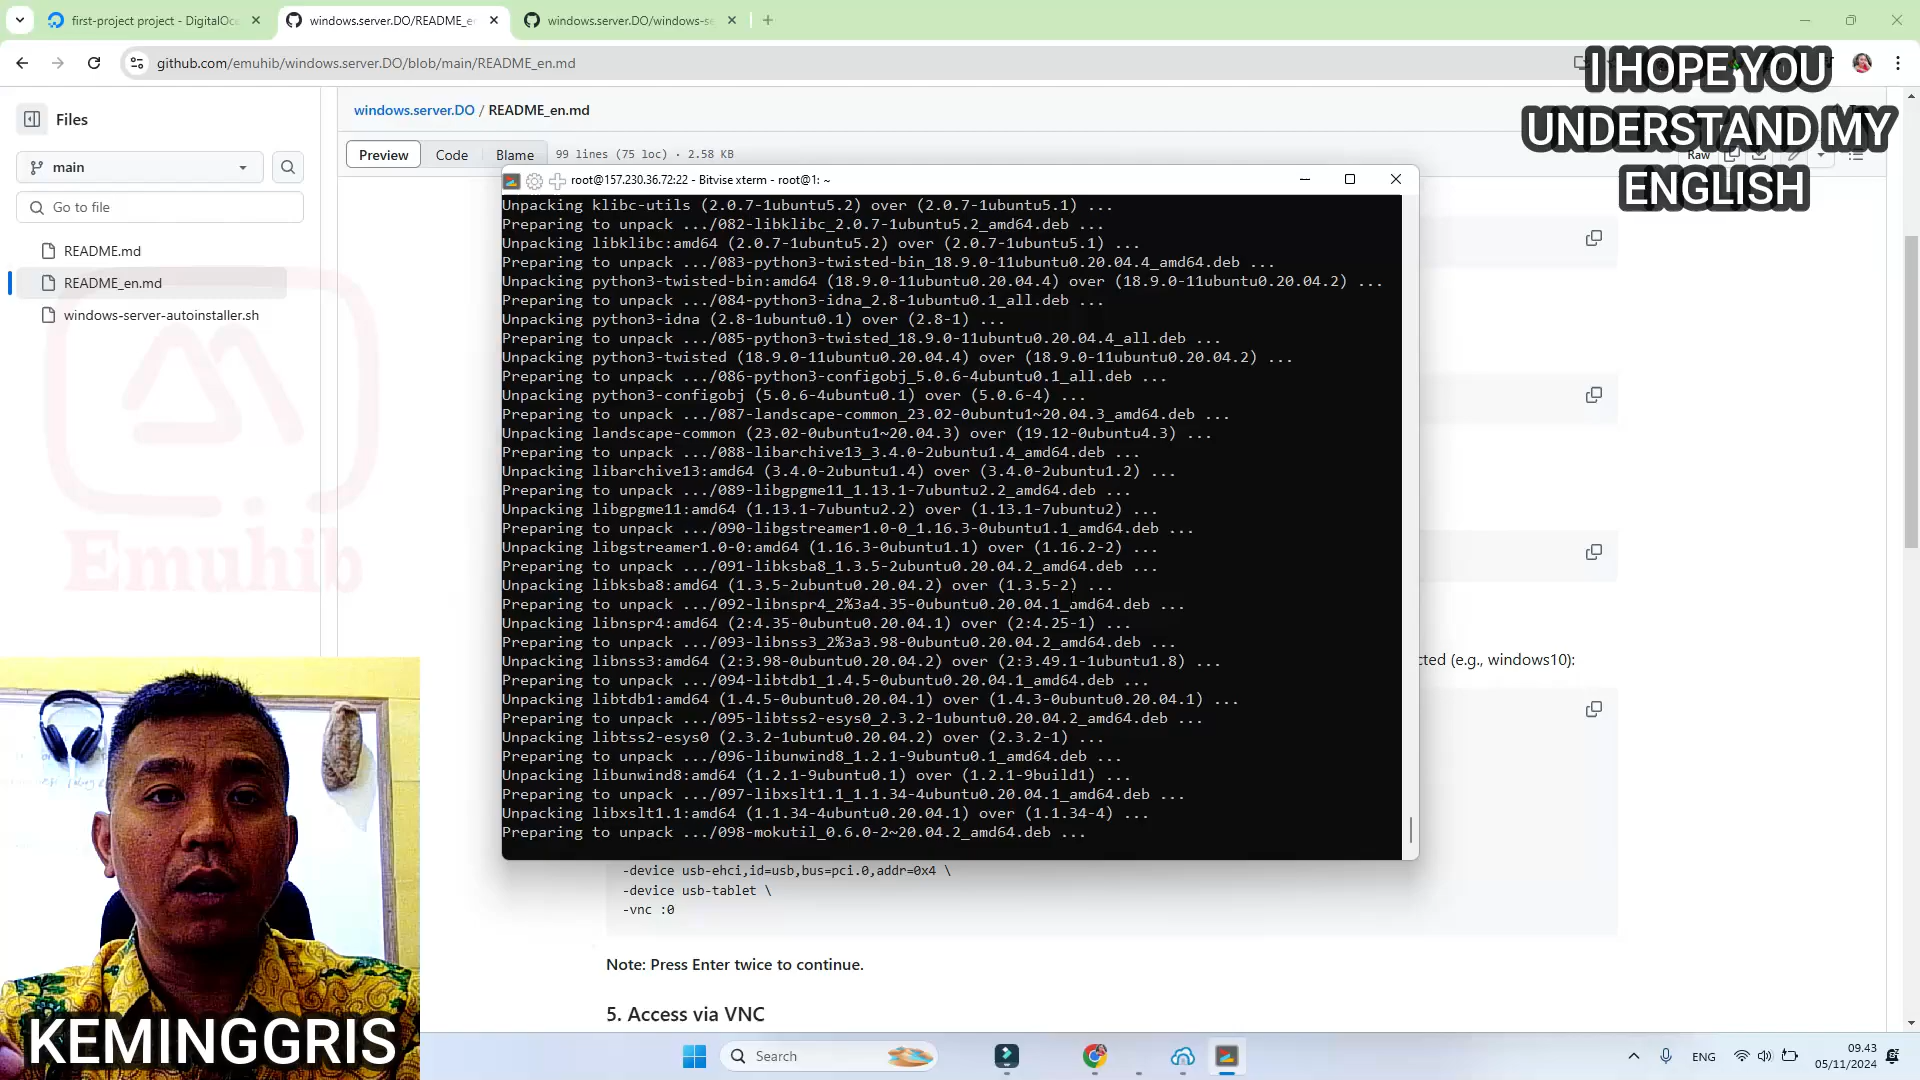 first-project project - DigitalOce
windows.server.DO/README_e
windows.server.DO/windows-s
github.com/emuhib/windows.server.DO/blob/main/README_en.md
I HOPE YOU
UNDERSTAND MY
ENGLISH
Files
windows.server.DO / README_en.md
main
Preview Code Blame 99 lines (75 loc) · 2.58 KB
Raw
Go to file
README.md
README_en.md
windows-server-autoinstaller.sh
Emuhib
root@157.230.36.72:22 - Bitvise xterm - root@1: ~
Unpacking klibc-utils (2.0.7-1ubuntu5.2) over (2.0.7-1ubuntu5.1) ...
Preparing to unpack .../082-libklibc_2.0.7-1ubuntu5.2_amd64.deb ...
Unpacking libklibc:amd64 (2.0.7-1ubuntu5.2) over (2.0.7-1ubuntu5.1) ...
Preparing to unpack .../083-python3-twisted-bin_18.9.0-11ubuntu0.20.04.4_amd64.deb ...
Unpacking python3-twisted-bin:amd64 (18.9.0-11ubuntu0.20.04.4) over (18.9.0-11ubuntu0.20.04.2) ...
Preparing to unpack .../084-python3-idna_2.8-1ubuntu0.1_all.deb ...
Unpacking python3-idna (2.8-1ubuntu0.1) over (2.8-1) ...
Preparing to unpack .../085-python3-twisted_18.9.0-11ubuntu0.20.04.4_all.deb ...
Unpacking python3-twisted (18.9.0-11ubuntu0.20.04.4) over (18.9.0-11ubuntu0.20.04.2) ...
Preparing to unpack .../086-python3-configobj_5.0.6-4ubuntu0.1_all.deb ...
Unpacking python3-configobj (5.0.6-4ubuntu0.1) over (5.0.6-4) ...
Preparing to unpack .../087-landscape-common_23.02-0ubuntu1~20.04.3_amd64.deb ...
Unpacking landscape-common (23.02-0ubuntu1~20.04.3) over (19.12-0ubuntu4.3) ...
Preparing to unpack .../088-libarchive13_3.4.0-2ubuntu1.4_amd64.deb ...
Unpacking libarchive13:amd64 (3.4.0-2ubuntu1.4) over (3.4.0-2ubuntu1.2) ...
Preparing to unpack .../089-libgpgme11_1.13.1-7ubuntu2.2_amd64.deb ...
Unpacking libgpgme11:amd64 (1.13.1-7ubuntu2.2) over (1.13.1-7ubuntu2) ...
Preparing to unpack .../090-libgstreamer1.0-0_1.16.3-0ubuntu1.1_amd64.deb ...
Unpacking libgstreamer1.0-0:amd64 (1.16.3-0ubuntu1.1) over (1.16.2-2) ...
Preparing to unpack .../091-libksba8_1.3.5-2ubuntu0.20.04.2_amd64.deb ...
Unpacking libksba8:amd64 (1.3.5-2ubuntu0.20.04.2) over (1.3.5-2) ...
Preparing to unpack .../092-libnspr4_2%3a4.35-0ubuntu0.20.04.1_amd64.deb ...
Unpacking libnspr4:amd64 (2:4.35-0ubuntu0.20.04.1) over (2:4.25-1) ...
Preparing to unpack .../093-libnss3_2%3a3.98-0ubuntu0.20.04.2_amd64.deb ...
Unpacking libnss3:amd64 (2:3.98-0ubuntu0.20.04.2) over (2:3.49.1-1ubuntu1.8) ...
Preparing to unpack .../094-libtdb1_1.4.5-0ubuntu0.20.04.1_amd64.deb ...
Unpacking libtdb1:amd64 (1.4.5-0ubuntu0.20.04.1) over (1.4.3-0ubuntu0.20.04.1) ...
Preparing to unpack .../095-libtss2-esys0_2.3.2-1ubuntu0.20.04.2_amd64.deb ...
Unpacking libtss2-esys0 (2.3.2-1ubuntu0.20.04.2) over (2.3.2-1) ...
Preparing to unpack .../096-libunwind8_1.2.1-9ubuntu0.1_amd64.deb ...
Unpacking libunwind8:amd64 (1.2.1-9ubuntu0.1) over (1.2.1-9build1) ...
Preparing to unpack .../097-libxslt1.1_1.1.34-4ubuntu0.20.04.1_amd64.deb ...
Unpacking libxslt1.1:amd64 (1.1.34-4ubuntu0.20.04.1) over (1.1.34-4) ...
Preparing to unpack .../098-mokutil_0.6.0-2~20.04.2_amd64.deb ...
cted (e.g., windows10):
-device usb-ehci,id=usb,bus=pci.0,addr=0x4 \
-device usb-tablet \
-vnc :0
Note: Press Enter twice to continue.
5. Access via VNC
KEMINGGRIS
Search
ENG
09.43
05/11/2024